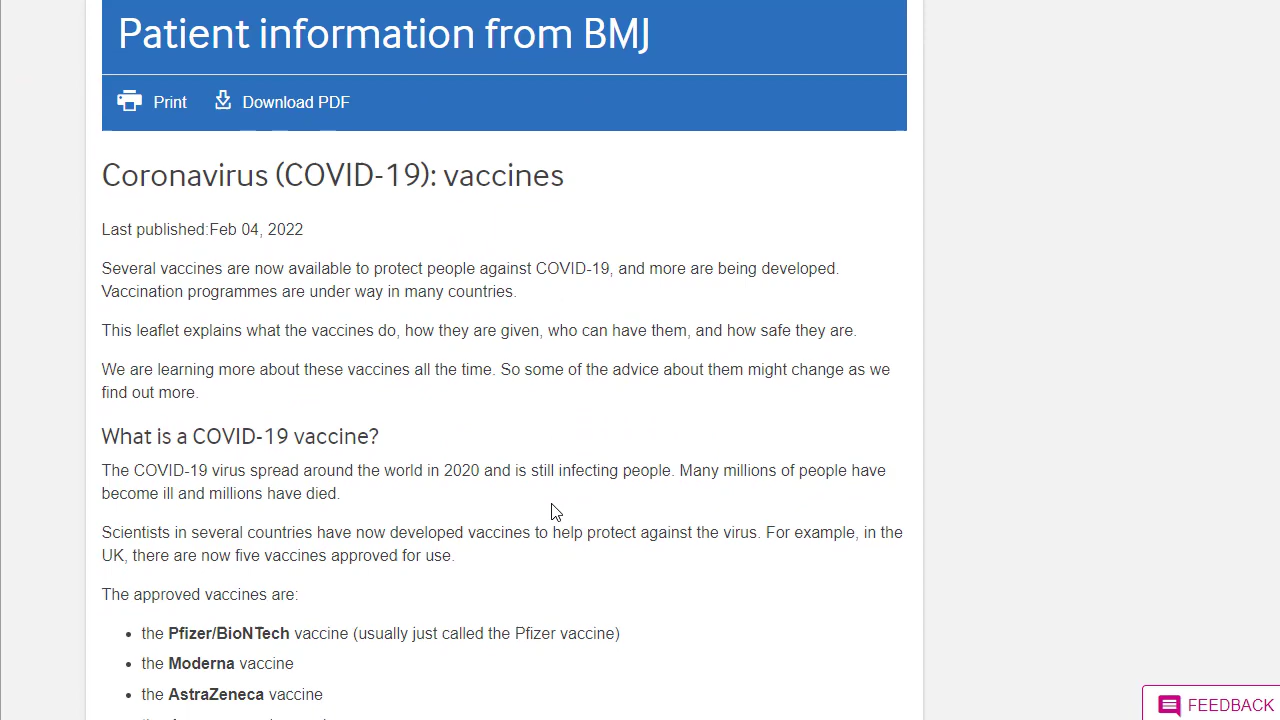 Patient information from BMJ
Print Download PDF
Coronavirus (COVID-19): vaccines
Last published:Feb 04, 2022
Several vaccines are now available to protect people against COVID-19, and more are being developed.
Vaccination programmes are under way in many countries.
This leaflet explains what the vaccines do, how they are given, who can have them, and how safe they are.
We are learning more about these vaccines all the time. So some of the advice about them might change as we
find out more.
What is a COVID-19 vaccine?
The COVID-19 virus spread around the world in 2020 and is still infecting people. Many millions of people have
become ill and millions have died.
Scientists in several countries have now developed vaccines to help protect against the virus. For example, in the
UK, there are now five vaccines approved for use.
The approved vaccines are:
• the Pfizer/BioNTech vaccine (usually just called the Pfizer vaccine)
• the Moderna vaccine
• the AstraZeneca vaccine
FEEDBACK